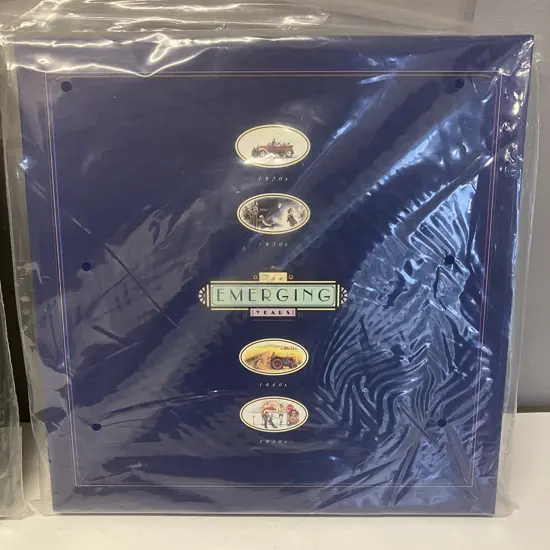 1920s
1930s
The
EMERGING
YEARS
1940s
1950s